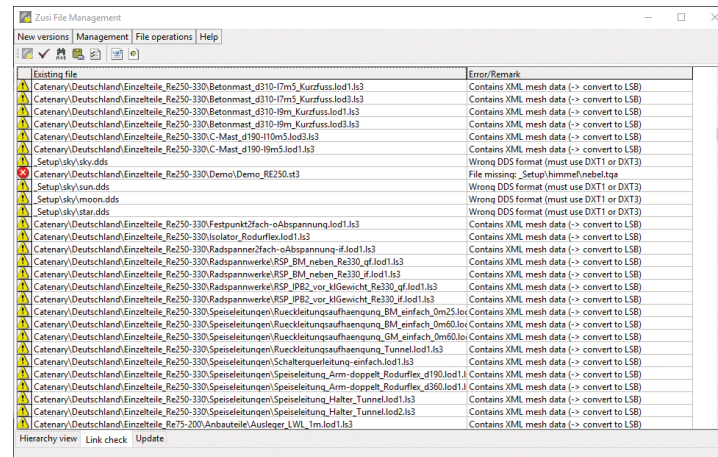 Zusi File Management
New versions Management File operations Help
Existing file Error/Remark
Catenary\Deutschland\Einzelteile_Re250-330\Betonmast_d310-l7m5_Kurzfuss.lod1.ls3 Contains XML mesh data (-> convert to LSB)
Catenary\Deutschland\Einzelteile_Re250-330\Betonmast_d310-l7m5_Kurzfuss.lod3.ls3 Contains XML mesh data (-> convert to LSB)
Catenary\Deutschland\Einzelteile_Re250-330\Betonmast_d310-l9m_Kurzfuss.lod1.ls3 Contains XML mesh data (-> convert to LSB)
Catenary\Deutschland\Einzelteile_Re250-330\Betonmast_d310-l9m_Kurzfuss.lod3.ls3 Contains XML mesh data (-> convert to LSB)
Catenary\Deutschland\Einzelteile_Re250-330\C-Mast_d190-l10m5.lod3.ls3 Contains XML mesh data (-> convert to LSB)
Catenary\Deutschland\Einzelteile_Re250-330\C-Mast_d190-l9m5.lod1.ls3 Contains XML mesh data (-> convert to LSB)
_Setup\sky\sky.dds Wrong DDS format (must use DXT1 or DXT3)
Catenary\Deutschland\Einzelteile_Re250-330\Demo\Demo_RE250.st3 File missing: _Setup\himmel\nebel.tga
_Setup\sky\sun.dds Wrong DDS format (must use DXT1 or DXT3)
_Setup\sky\moon.dds Wrong DDS format (must use DXT1 or DXT3)
_Setup\sky\star.dds Wrong DDS format (must use DXT1 or DXT3)
Catenary\Deutschland\Einzelteile_Re250-330\Festpunkt2fach-oAbspannung.lod1.ls3 Contains XML mesh data (-> convert to LSB)
Catenary\Deutschland\Einzelteile_Re250-330\Isolator_Rodurflex.lod1.ls3 Contains XML mesh data (-> convert to LSB)
Catenary\Deutschland\Einzelteile_Re250-330\Radspanner2fach-oAbspannung-if.lod1.ls3 Contains XML mesh data (-> convert to LSB)
Catenary\Deutschland\Einzelteile_Re250-330\Radspannwerke\RSP_BM_neben_Re330_gf.lod1.ls3 Contains XML mesh data (-> convert to LSB)
Catenary\Deutschland\Einzelteile_Re250-330\Radspannwerke\RSP_BM_neben_Re330_if.lod1.ls3 Contains XML mesh data (-> convert to LSB)
Catenary\Deutschland\Einzelteile_Re250-330\Radspannwerke\RSP_IPB2_vor_klGewicht_Re330_gf.lod1.ls3 Contains XML mesh data (-> convert to LSB)
Catenary\Deutschland\Einzelteile_Re250-330\Radspannwerke\RSP_IPB2_vor_klGewicht_Re330_if.lod1.ls3 Contains XML mesh data (-> convert to LSB)
Catenary\Deutschland\Einzelteile_Re250-330\Speiseleitungen\Rueckleitungsaufhaengung_BM_einfach_0m25.lo Contains XML mesh data (-> convert to LSB)
Catenary\Deutschland\Einzelteile_Re250-330\Speiseleitungen\Rueckleitungsaufhaengung_BM_einfach_0m60.lo Contains XML mesh data (-> convert to LSB)
Catenary\Deutschland\Einzelteile_Re250-330\Speiseleitungen\Rueckleitungsaufhaengung_GM_einfach_0m60.lo Contains XML mesh data (-> convert to LSB)
Catenary\Deutschland\Einzelteile_Re250-330\Speiseleitungen\Rueckleitungsaufhaengung_Tunnel.lod1.ls3 Contains XML mesh data (-> convert to LSB)
Catenary\Deutschland\Einzelteile_Re250-330\Speiseleitungen\Schalterquerleitung-einfach.lod1.ls3 Contains XML mesh data (-> convert to LSB)
Catenary\Deutschland\Einzelteile_Re250-330\Speiseleitungen\Speiseleitung_Arm-doppelt_Rodurflex_d190.lod1.l Contains XML mesh data (-> convert to LSB)
Catenary\Deutschland\Einzelteile_Re250-330\Speiseleitungen\Speiseleitung_Arm-doppelt_Rodurflex_d360.lod1.l Contains XML mesh data (-> convert to LSB)
Catenary\Deutschland\Einzelteile_Re250-330\Speiseleitungen\Speiseleitung_Halter_Tunnel.lod1.ls3 Contains XML mesh data (-> convert to LSB)
Catenary\Deutschland\Einzelteile_Re250-330\Speiseleitungen\Speiseleitung_Halter_Tunnel.lod2.ls3 Contains XML mesh data (-> convert to LSB)
Catenary\Deutschland\Einzelteile_Re75-200\Anbauteile\Ausleger_LWL_1m.lod1.ls3 Contains XML mesh data (-> convert to LSB)
Hierarchy view Link check Update